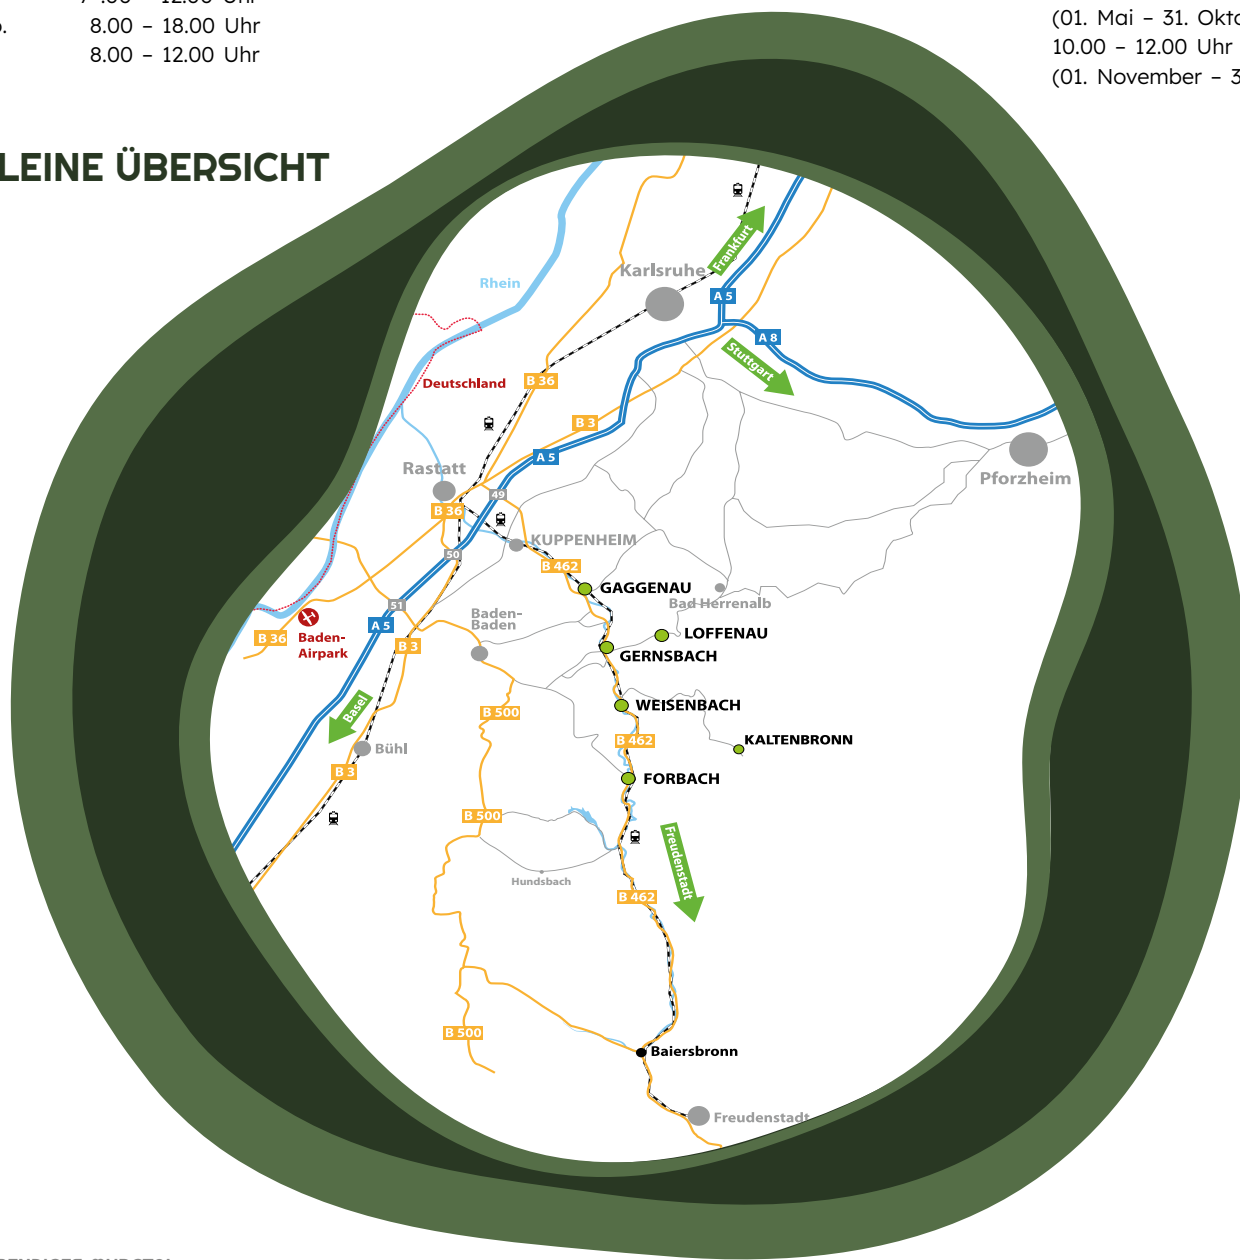 8.00 – 18.00 Uhr
8.00 – 12.00 Uhr
(01. Mai – 31.
10.00 – 12.00 Uhr
(01. November –
ÜBERSICHT
Frankfurt
Karlsruhe
Rhein
A 5
A 8
Stuttgart
Deutschland
B 36
B 3
A 5
Rastatt
Pforzheim
49
B 36
KUPPENHEIM
50
B 462
GAGGENAU
Bad Herrenalb
51
Baden-
Baden
A 5
LOFFENAU
B 36
Baden-
Airpark
B 3
GERNSBACH
Basel
B 500
WEISENBACH
B 462
KALTENBRONN
Bühl
B 3
FORBACH
B 500
Freudenstadt
Hundsbach
B 462
B 500
Baiersbronn
Freudenstadt